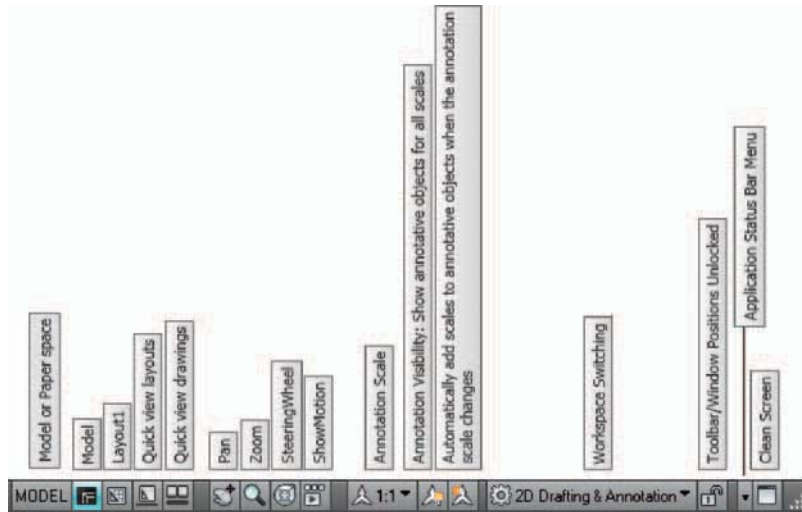 Model or Paper space
Model
Layout1
Quick view layouts
Quick view drawings
Pan
Zoom
SteeringWheel
ShowMotion
Annotation Scale
Annotation Visibility: Show annotative objects for all scales
Automatically add scales to annotative objects when the annotation
scale changes
Workspace Switching
Toolbar/Window Positions Unlocked
Application Status Bar Menu
Clean Screen
MODEL 1:1 2D Drafting & Annotation